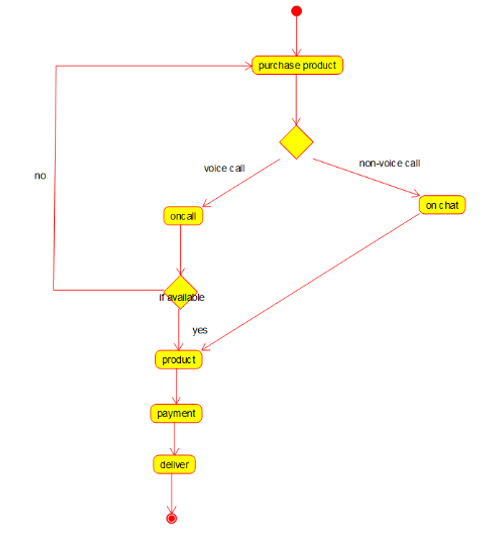 purchase product
voice call
non-voice call
no
oncall
on chat
if available
yes
product
payment
deliver